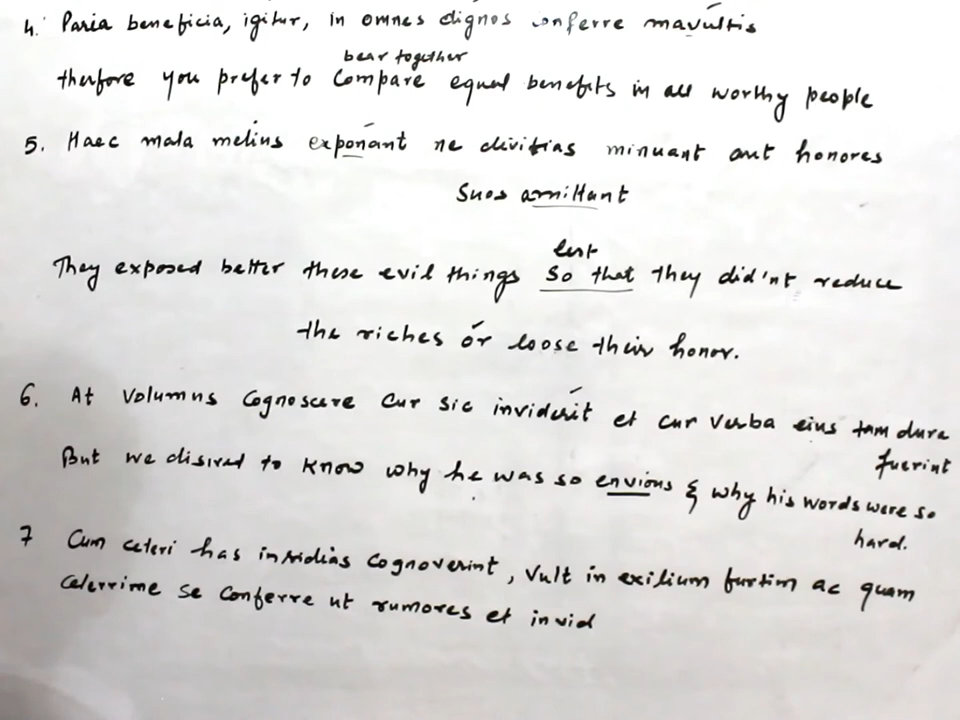 4. Paria beneficia, igitur, in omnes dignos conferre mavultis
bear together
therfore you prefer to Compare equal benefits in all worthy people
5. Haec mala melius expōnant ne divitias minuant aut honores
Suos amittant
lest
They exposed better these evil things so that they did'nt reduce
the riches or loose their honor.
6. At Volumus Cognoscere Cur Sic inviderit et cur Verba eius tam dura
fuerint
But we disired to know why he was so envious & why his words were so
hard.
7 Cum Ceteri has insidias Cognoverint, Vult in exilium furtim ac quam
Celerrime se Conferre ut rumores et invid